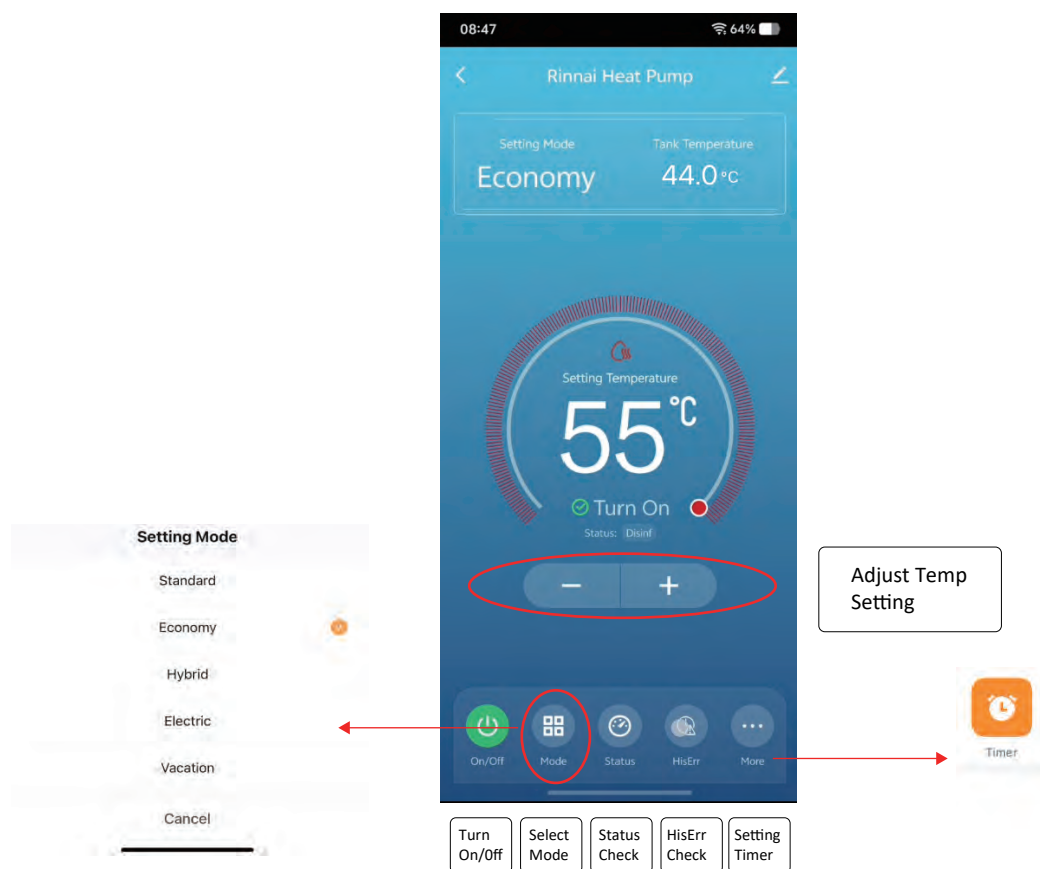 08:47
64%
Rinnai Heat Pump
Setting Mode
Tank Temperature
Economy
44.0 °C
Setting Temperature
55 °C
Turn On
Status: Disinf
On/Off
Mode
Status
HisErr
More
Setting Mode
Standard
Economy
Hybrid
Electric
Vacation
Cancel
Adjust Temp
Setting
Timer
Turn
On/0ff
Select
Mode
Status
Check
HisErr
Check
Setting
Timer